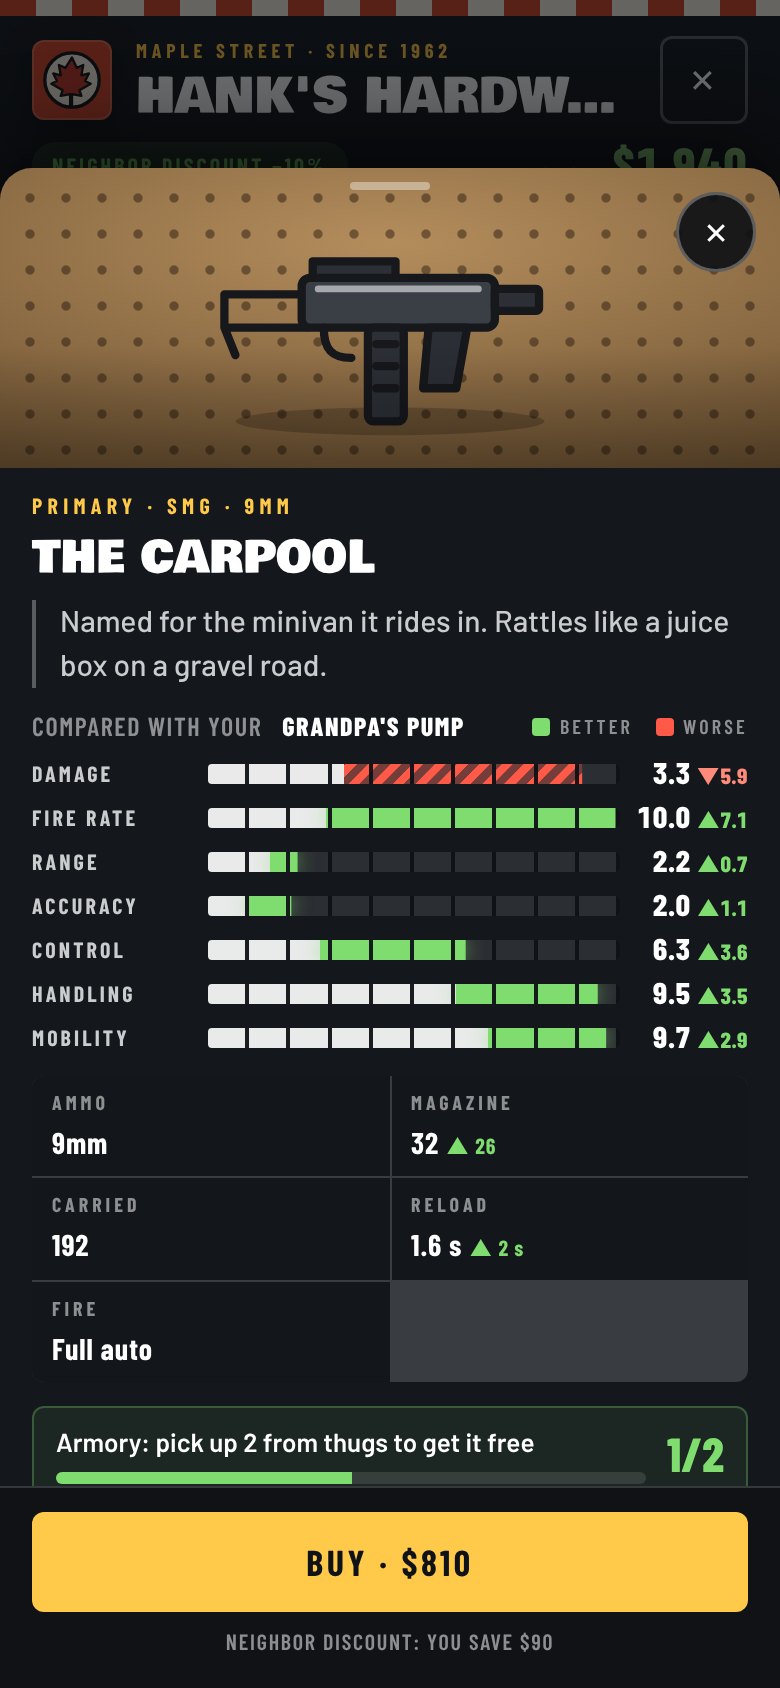 MAPLE STREET · SINCE 1962
HANK'S HARDW...
NEIGHBOR DISCOUNT −10%
$1,940
PRIMARY · SMG · 9MM
THE CARPOOL
Named for the minivan it rides in. Rattles like a juice
box on a gravel road.
COMPARED WITH YOUR GRANDPA'S PUMP BETTER WORSE
DAMAGE 3.3 ▼5.9
FIRE RATE 10.0 ▲7.1
RANGE 2.2 ▲0.7
ACCURACY 2.0 ▲1.1
CONTROL 6.3 ▲3.6
HANDLING 9.5 ▲3.5
MOBILITY 9.7 ▲2.9
AMMO MAGAZINE
9mm 32 ▲ 26
CARRIED RELOAD
192 1.6 s ▲ 2 s
FIRE
Full auto
Armory: pick up 2 from thugs to get it free
1/2
BUY · $810
NEIGHBOR DISCOUNT: YOU SAVE $90